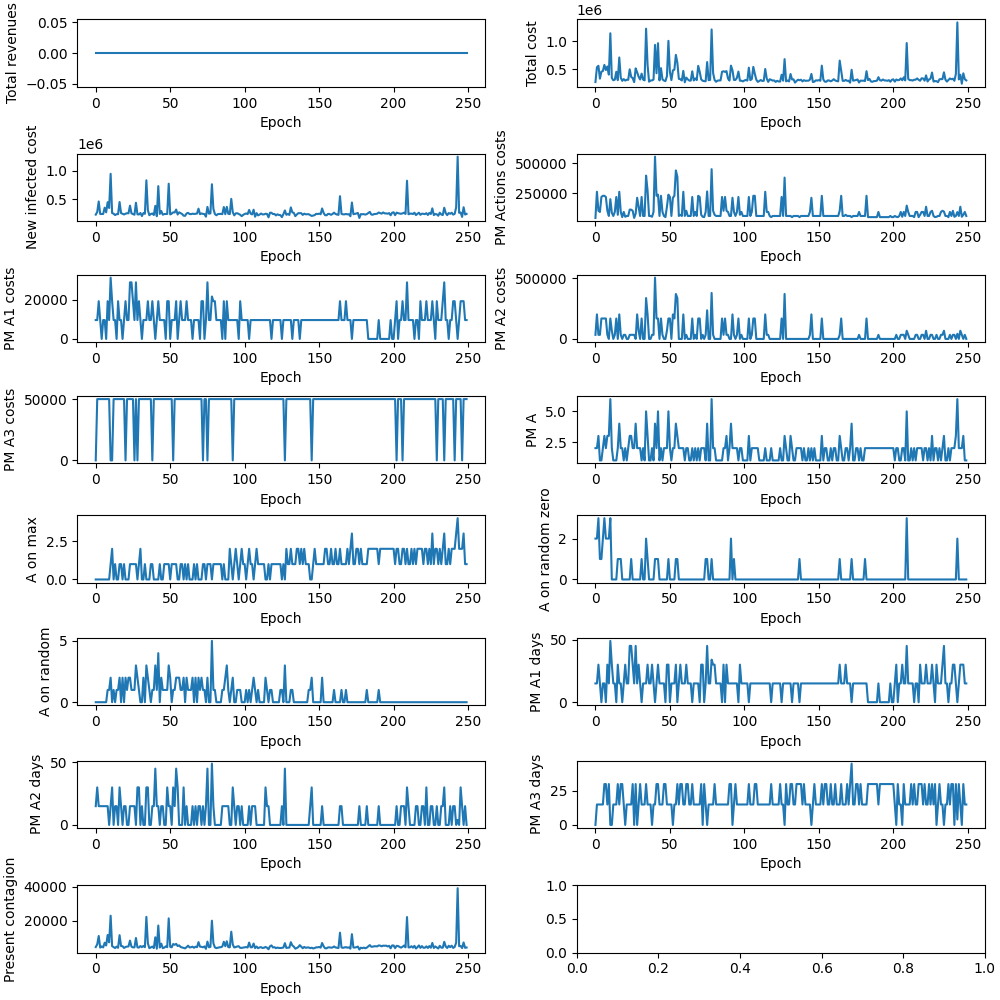 Total revenues
0.05
0.00
−0.05
0 50 100 150 200 250
Epoch
1e6
Total cost
1.0
0.5
0 50 100 150 200 250
Epoch
1e6
New infected cost
1.0
0.5
0 50 100 150 200 250
Epoch
PM Actions costs
500000
250000
0 50 100 150 200 250
Epoch
PM A1 costs
20000
0
0 50 100 150 200 250
Epoch
PM A2 costs
500000
0
0 50 100 150 200 250
Epoch
PM A3 costs
50000
0
0 50 100 150 200 250
Epoch
PM A
5.0
2.5
0 50 100 150 200 250
Epoch
A on max
2.5
0.0
0 50 100 150 200 250
Epoch
A on random zero
2
0
0 50 100 150 200 250
Epoch
A on random
5
0
0 50 100 150 200 250
Epoch
PM A1 days
50
0
0 50 100 150 200 250
Epoch
PM A2 days
50
0
0 50 100 150 200 250
Epoch
PM A3 days
25
0
0 50 100 150 200 250
Epoch
Present contagion
40000
20000
0 50 100 150 200 250
Epoch
1.0
0.5
0.0
0.0 0.2 0.4 0.6 0.8 1.0